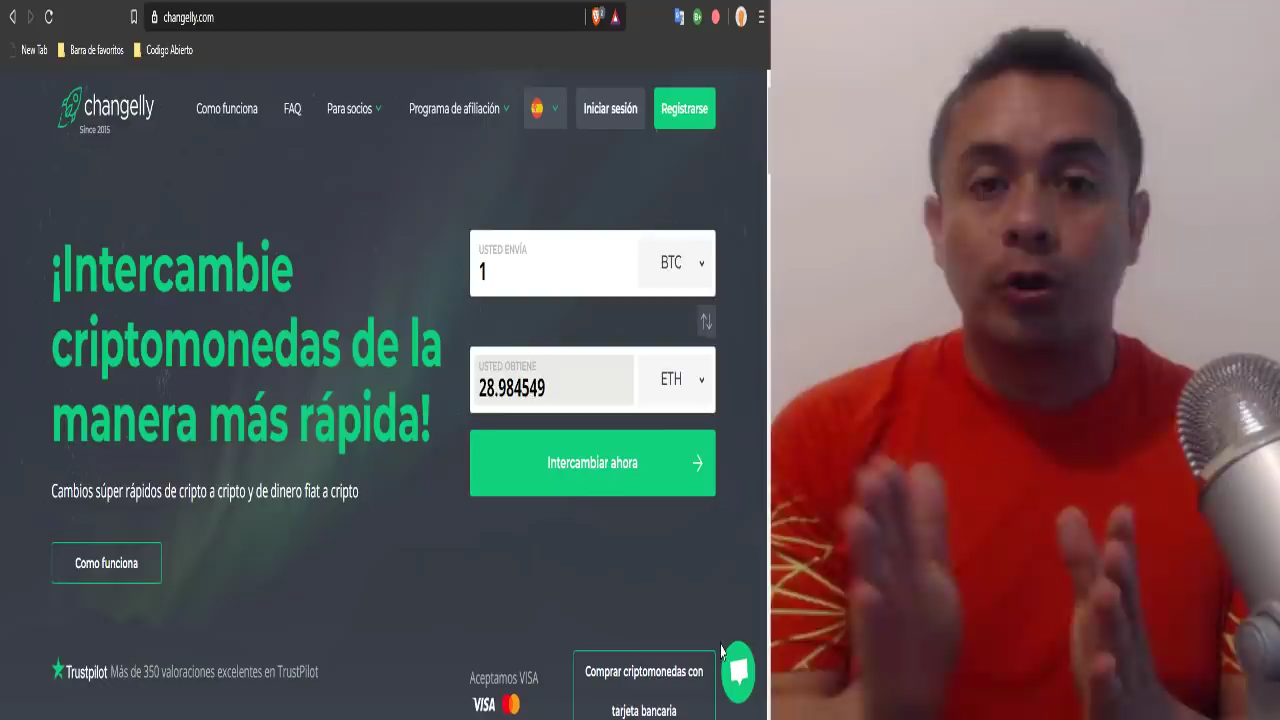 changelly.com
New Tab
Barra de favoritos
Codigo Abierto
changelly
Since 2015
Como funciona
FAQ
Para socios
Programa de afiliación
Iniciar sesión
Registrarse
¡Intercambie
criptomonedas de la
manera más rápida!
Cambios súper rápidos de cripto a cripto y de dinero fiat a cripto
Como funciona
USTED ENVÍA
1
BTC
USTED OBTIENE
28.984549
ETH
Intercambiar ahora
Trustpilot Más de 350 valoraciones excelentes en TrustPilot
Aceptamos VISA
VISA
Comprar criptomonedas con
tarjeta bancaria